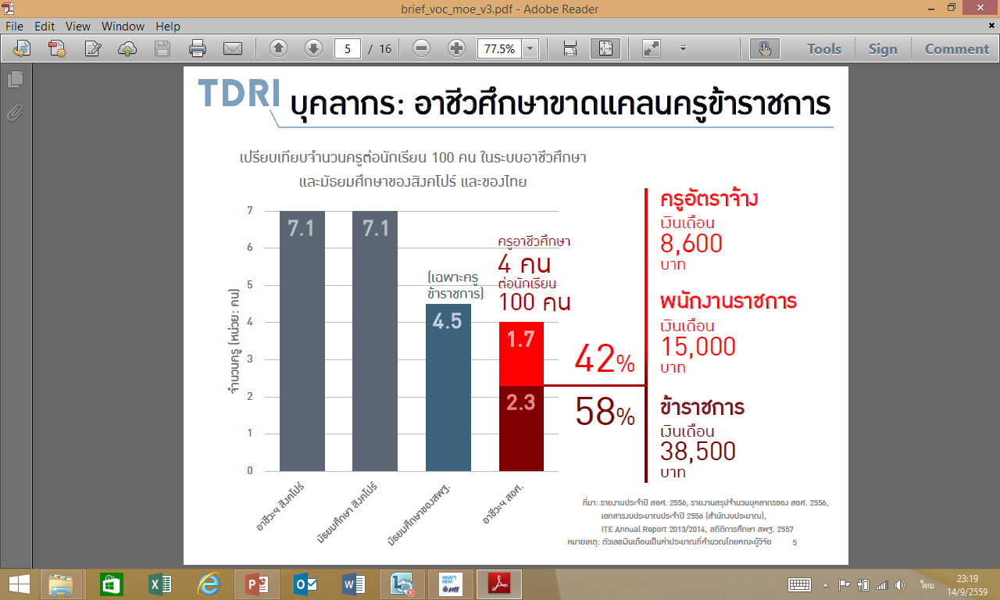 brief_voc_moe_v3.pdf - Adobe Reader
File Edit View Window Help
5 / 16 77.5% Tools Sign Comment
TDRI
บุคลากร: อาชีวศึกษาขาดแคลนครูข้าราชการ
เปรียบเทียบจำนวนครูต่อนักเรียน 100 คน ในระบบอาชีวศึกษา
และมัธยมศึกษาของสิงคโปร์ และของไทย
จำนวนครู (หน่วย: คน)
7
6
5
4
3
2
1
0
7.1
7.1
(เฉพาะครู
ข้าราชการ)
4.5
ครูอาชีวศึกษา
4 คน
ต่อนักเรียน
100 คน
1.7
2.3
อาชีวะฯ สิงคโปร์
มัธยมศึกษา สิงคโปร์
มัธยมศึกษาของสพฐ.
อาชีวะฯ สอศ.
42%
58%
ครูอัตราจ้าง
เงินเดือน
8,600
บาท
พนักงานราชการ
เงินเดือน
15,000
บาท
ข้าราชการ
เงินเดือน
38,500
บาท
ที่มา: รายงานประจำปี สอศ. 2556, รายงานสรุปจำนวนบุคลากรของ สอศ. 2556,
เอกสารงบประมาณประจำปี 2556 (สำนักงบประมาณ),
ITE Annual Report 2013/2014, สถิติการศึกษา สพฐ. 2557
หมายเหตุ: ตัวเลขเงินเดือนเป็นค่าประมาณที่คำนวณโดยคณะผู้วิจัย 5
WHAT'S NEW! ptt
ไทย
23:19
14/9/2559